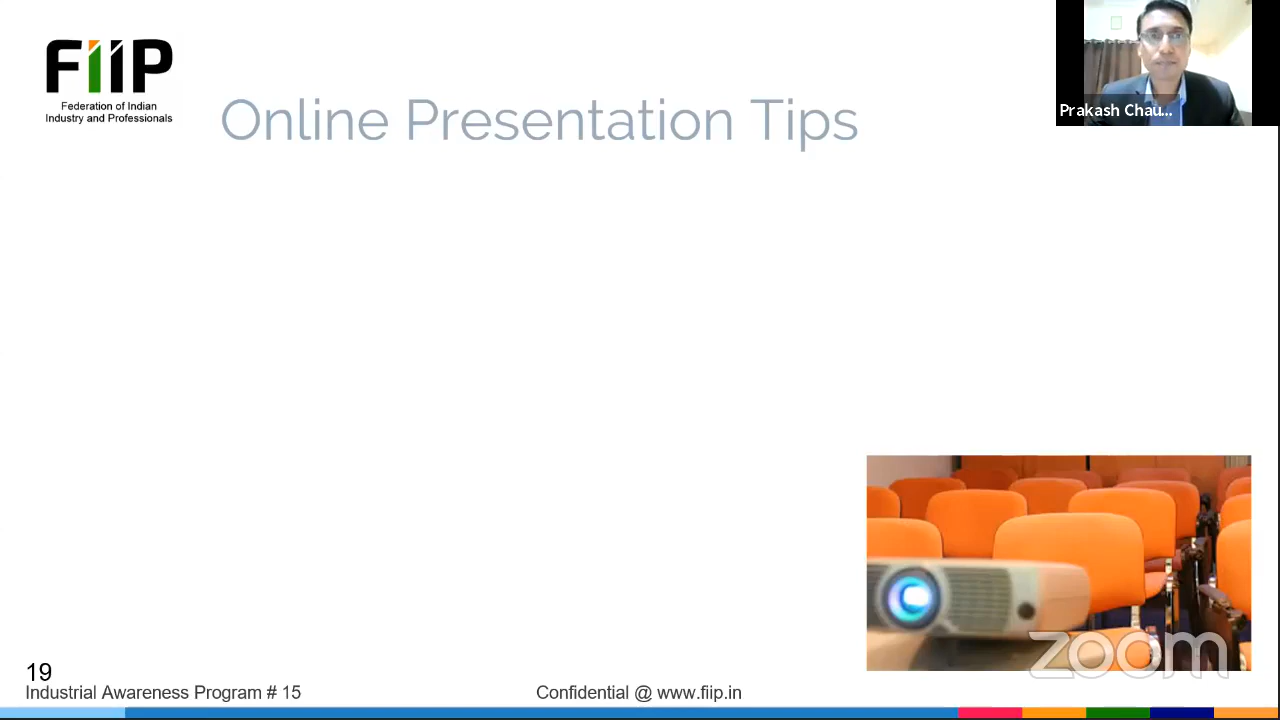 FiiP
Federation of Indian
Industry and Professionals
Online Presentation Tips
Prakash Chau...
zoom
19
Industrial Awareness Program # 15
Confidential @ www.fiip.in